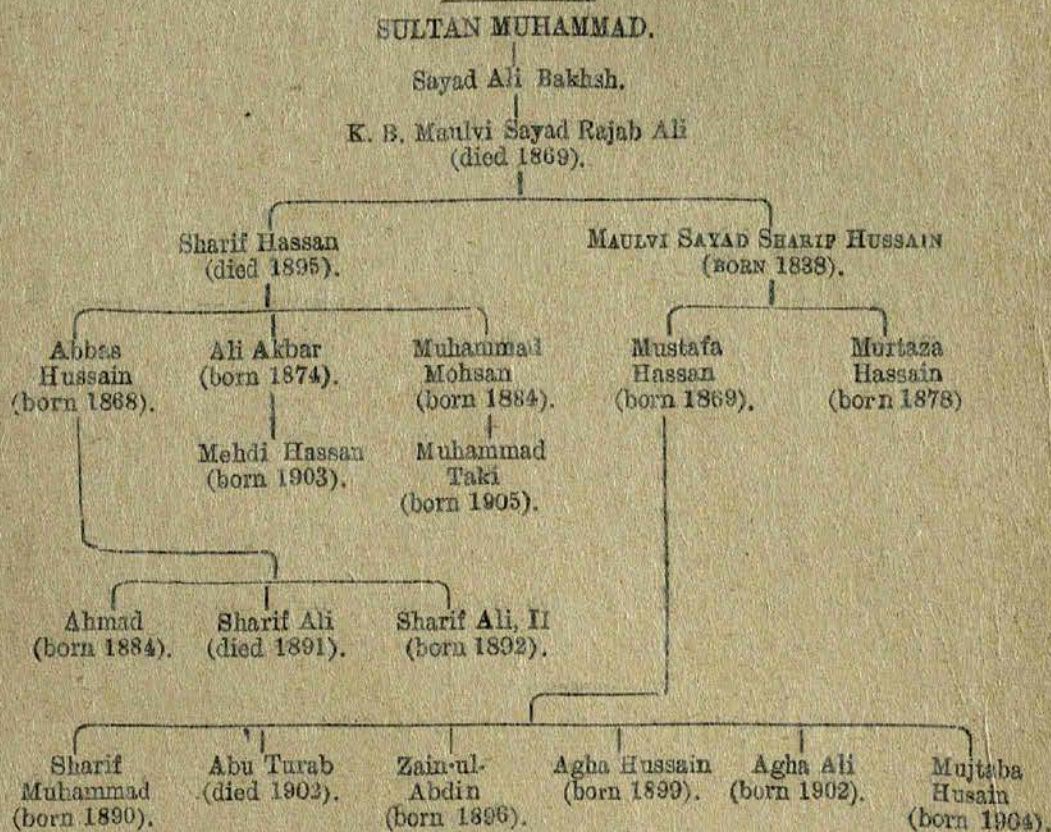 SULTAN MUHAMMAD.
Sayad Ali Bakhsh.
K. B. Maulvi Sayad Rajab Ali
(died 1869).
Sharif Hassan
(died 1895).
MAULVI SAYAD SHARIF HUSSAIN
(BORN 1838).
Abbas
Hussain
(born 1868).
Ali Akbar
(born 1874).
Muhammad
Mohsan
(born 1884).
Mustafa
Hassan
(born 1869).
Murtaza
Hassain
(born 1878)
Mehdi Hassan
(born 1903).
Muhammad
Taki
(born 1905).
Ahmad
(born 1884).
Sharif Ali
(died 1891).
Sharif Ali, II
(born 1892).
Sharif
Muhammad
(born 1890).
Abu Turab
(died 1902).
Zain-ul-
Abdin
(born 1896).
Agha Hussain
(born 1899).
Agha Ali
(born 1902).
Mujtaba
Husain
(born 1904).